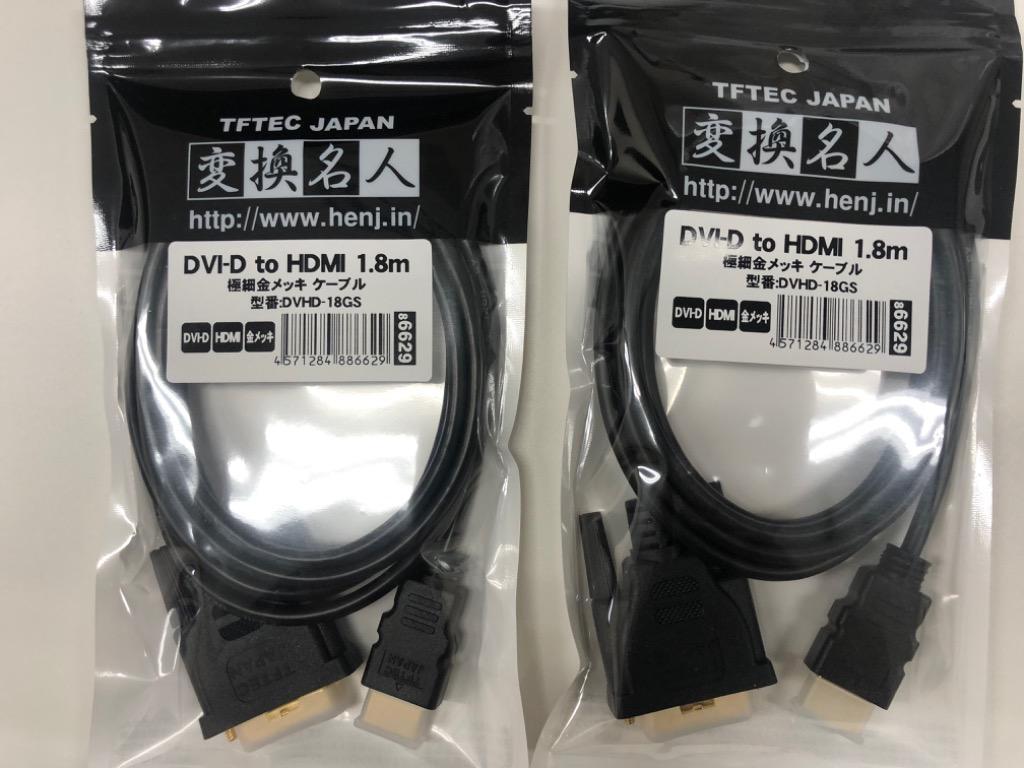 TFTEC JAPAN
変換名人
http://www.henj.in/
DVI-D to HDMI 1.8m
極細金メッキ ケーブル
型番:DVHD-18GS
DVI-D HDMI 金メッキ
4571284886629
86629
TFTEC
JAPAN
TFTEC
TFTEC JAPAN
変換名人
http://www.henj.in/
DVI-D to HDMI 1.8m
極細金メッキ ケーブル
型番:DVHD-18GS
DVI-D HDMI 金メッキ
4571284886629
86629